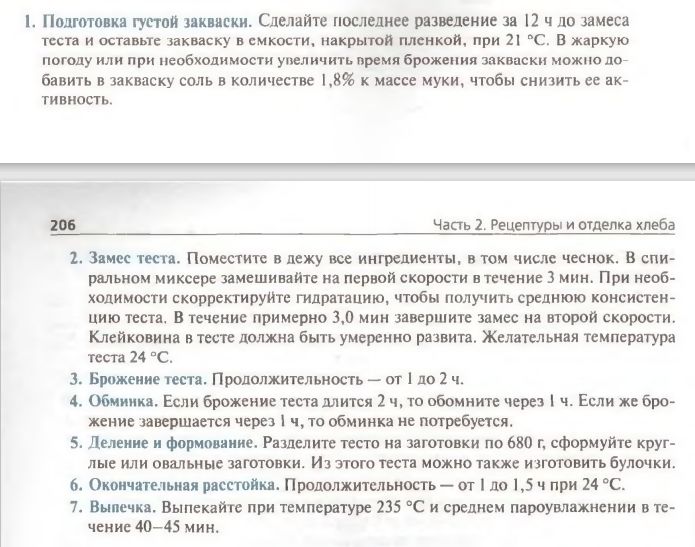 1. Подготовка густой закваски. Сделайте последнее разведение за 12 ч до замеса
теста и оставьте закваску в емкости, накрытой пленкой, при 21 °С. В жаркую
погоду или при необходимости увеличить время брожения закваски можно до-
бавить в закваску соль в количестве 1,8% к массе муки, чтобы снизить ее ак-
тивность.
206
Часть 2. Рецептуры и отделка хлеба
2. Замес теста. Поместите в дежу все ингредиенты, в том числе чеснок. В спи-
ральном миксере замешивайте на первой скорости в течение 3 мин. При необ-
ходимости скорректируйте гидратацию, чтобы получить среднюю консистен-
цию теста. В течение примерно 3,0 мин завершите замес на второй скорости.
Клейковина в тесте должна быть умеренно развита. Желательная температура
теста 24 °С.
3. Брожение теста. Продолжительность — от 1 до 2 ч.
4. Обминка. Если брожение теста длится 2 ч, то обомните через 1 ч. Если же бро-
жение завершается через 1 ч, то обминка не потребуется.
5. Деление и формование. Разделите тесто на заготовки по 680 г, сформуйте круг-
лые или овальные заготовки. Из этого теста можно также изготовить булочки.
6. Окончательная расстойка. Продолжительность — от 1 до 1,5 ч при 24 °С.
7. Выпечка. Выпекайте при температуре 235 °С и среднем пароувлажнении в те-
чение 40—45 мин.